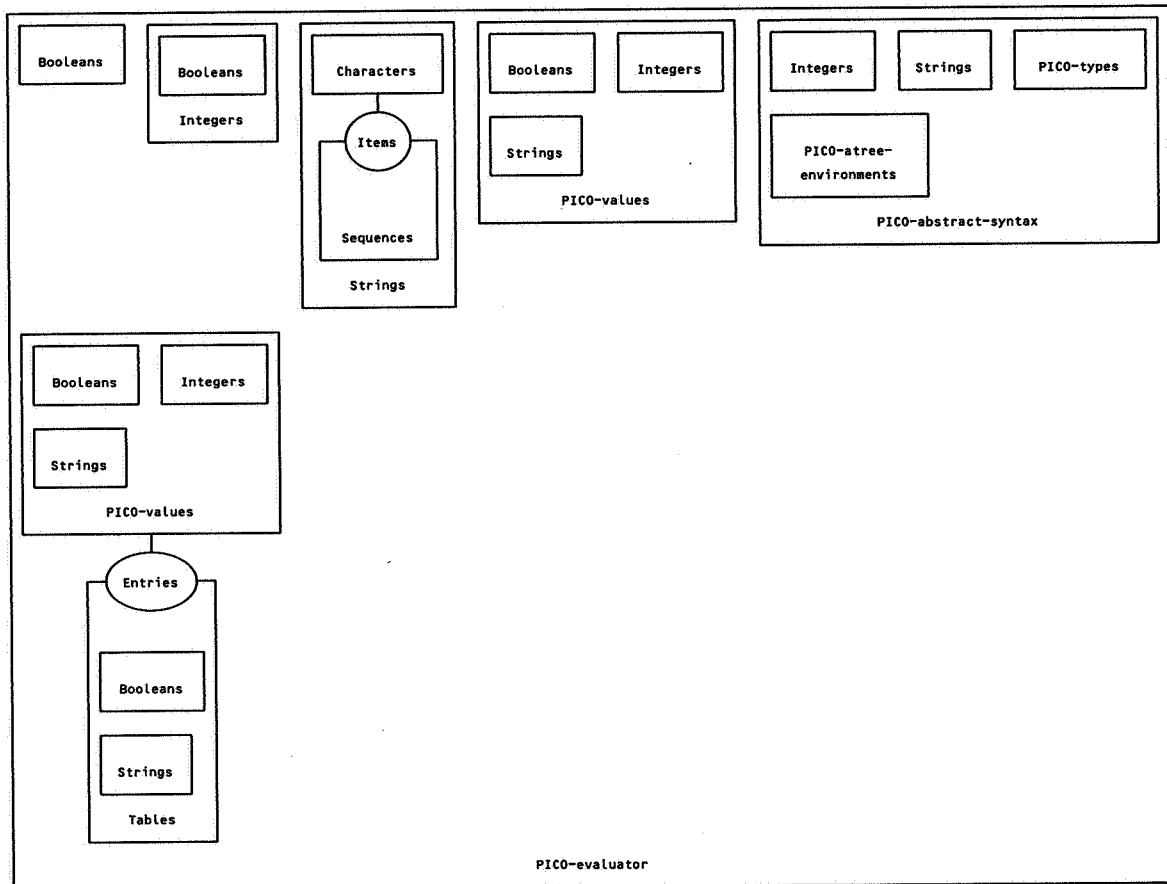 Booleans
Booleans
Integers
Characters
Items
Sequences
Strings
Booleans
Integers
Strings
PICO-values
Integers
Strings
PICO-types
PICO-atree-
environments
PICO-abstract-syntax
Booleans
Integers
Strings
PICO-values
Entries
Booleans
Strings
Tables
PICO-evaluator